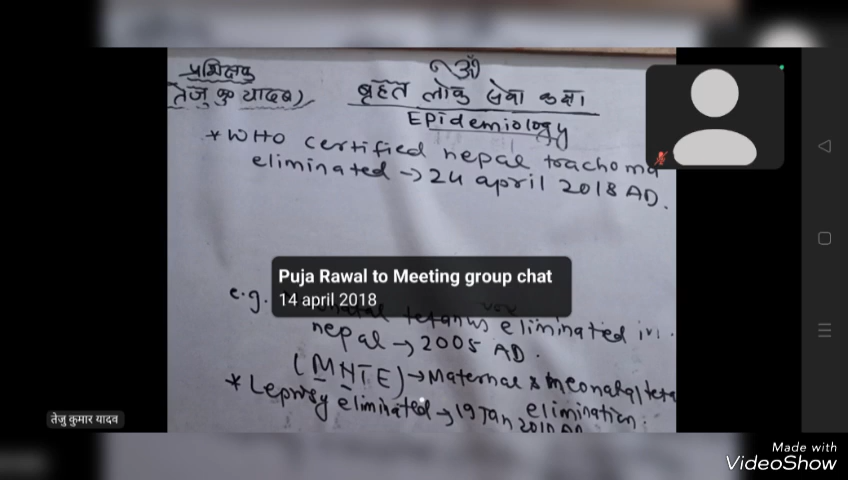 प्रशिक्षक
तेजु कु यादव)
ॐ
बृहत लोक सेवा कक्षा
Epidemiology
* WHO certified nepal trachoma
eliminated → 24 april 2018 AD.
Puja Rawal to Meeting group chat
14 april 2018
e.g. tetanus eliminated in
nepal → 2005 AD.
(MNTE) → Maternal & neonatal
elimination.
* Leprosy eliminated → 19 Jan 2010 AD
तेजु कुमार यादव
Made with
VideoShow